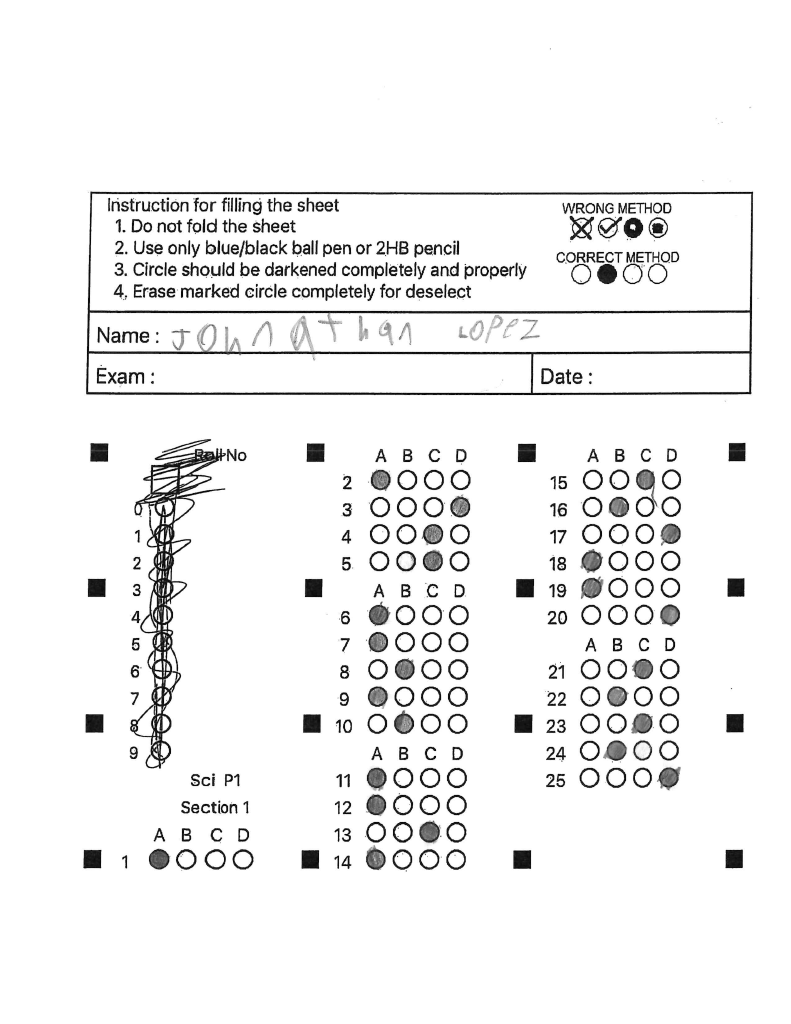 Instruction for filling the sheet
1. Do not fold the sheet
2. Use only blue/black ball pen or 2HB pencil
3. Circle should be darkened completely and properly
4. Erase marked circle completely for deselect
WRONG METHOD
CORRECT METHOD
Name : Johnathan LOPEZ
Exam :
Date :
Roll No
0
1
2
3
4
5
6
7
8
9
Sci P1
Section 1
A B C D
1
A B C D
2
3
4
5
A B C D
6
7
8
9
10
A B C D
11
12
13
14
A B C D
15
16
17
18
19
20
A B C D
21
22
23
24
25